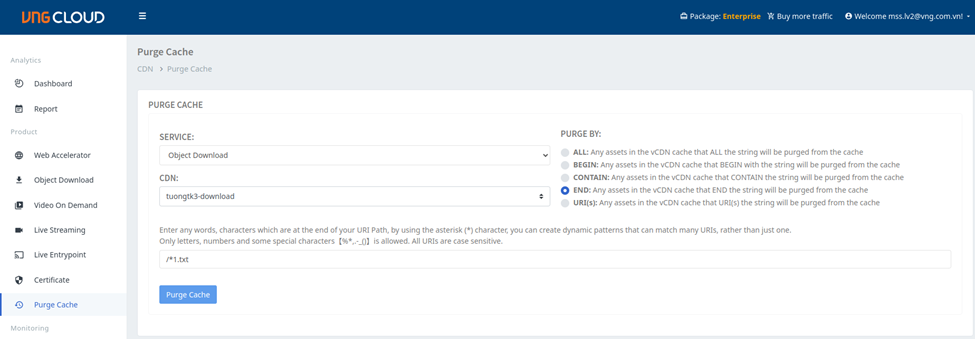 VNGCLOUD
Package: Enterprise Buy more traffic Welcome mss.lv2@vng.com.vn!
Analytics
Dashboard
Report
Product
Web Accelerator
Object Download
Video On Demand
Live Streaming
Live Entrypoint
Certificate
Purge Cache
Monitoring
Purge Cache
CDN > Purge Cache
PURGE CACHE
SERVICE:
Object Download
CDN:
tuongtk3-download
PURGE BY:
ALL: Any assets in the vCDN cache that ALL the string will be purged from the cache
BEGIN: Any assets in the vCDN cache that BEGIN with the string will be purged from the cache
CONTAIN: Any assets in the vCDN cache that CONTAIN the string will be purged from the cache
END: Any assets in the vCDN cache that END the string will be purged from the cache
URI(s): Any assets in the vCDN cache that URI(s) the string will be purged from the cache
Enter any words, characters which are at the end of your URI Path, by using the asterisk (*) character, you can create dynamic patterns that can match many URIs, rather than just one.
Only letters, numbers and some special characters 【%*,.-_()】 is allowed. All URIs are case sensitive.
/*1.txt
Purge Cache